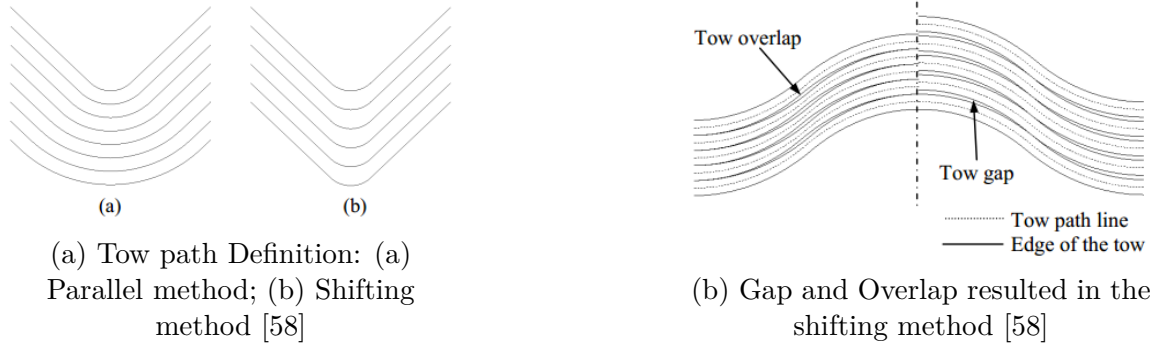 (a)
(b)
(a) Tow path Definition: (a)
Parallel method; (b) Shifting
method [58]
Tow overlap
Tow gap
Tow path line
Edge of the tow
(b) Gap and Overlap resulted in the
shifting method [58]